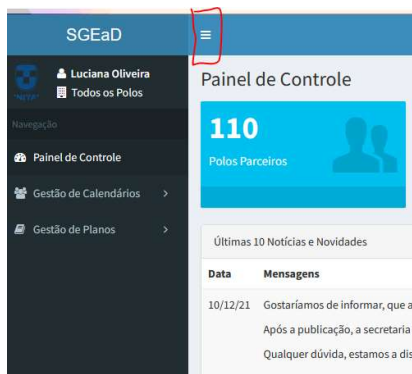 SGEaD
Luciana Oliveira
Todos os Polos
Navegação
Painel de Controle
Gestão de Calendários
Gestão de Planos
Painel de Controle
110
Polos Parceiros
Últimas 10 Notícias e Novidades
Data Mensagens
10/12/21 Gostaríamos de informar, que a
Após a publicação, a secretaria
Qualquer dúvida, estamos a dis